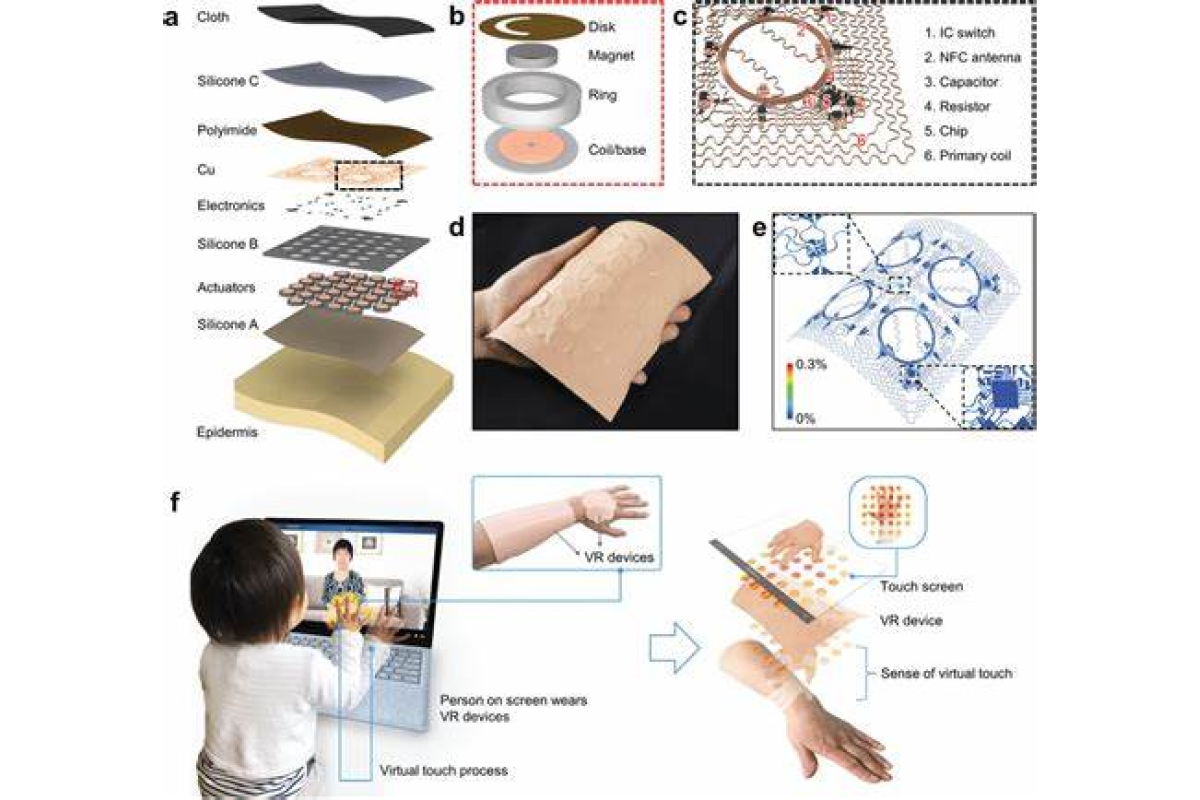 a
Cloth
Silicone C
Polyimide
Cu
Electronics
Silicone B
Actuators
Silicone A
Epidermis
b
Disk
Magnet
Ring
Coil/base
c
1. IC switch
2. NFC antenna
3. Capacitor
4. Resistor
5. Chip
6. Primary coil
2
6
d
e
0.3%
0%
f
VR devices
Person on screen wears
VR devices
Virtual touch process
Touch screen
VR device
Sense of virtual touch